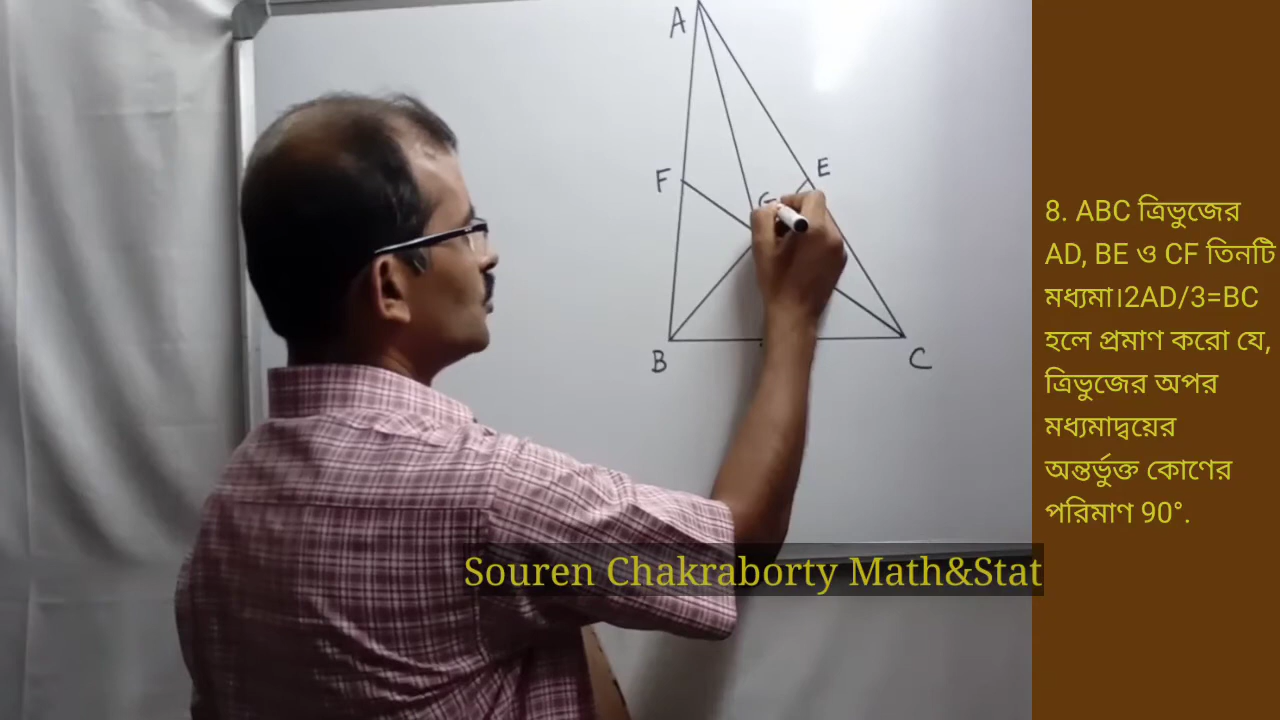 A
F
E
G
B
C
8. ABC ত্রিভুজের
AD, BE ও CF তিনটি
মধ্যমা।2AD/3=BC
হলে প্রমাণ করো যে,
ত্রিভুজের অপর
মধ্যমাদ্বয়ের
অন্তর্ভুক্ত কোণের
পরিমাণ 90°.
Souren Chakraborty Math&Stat